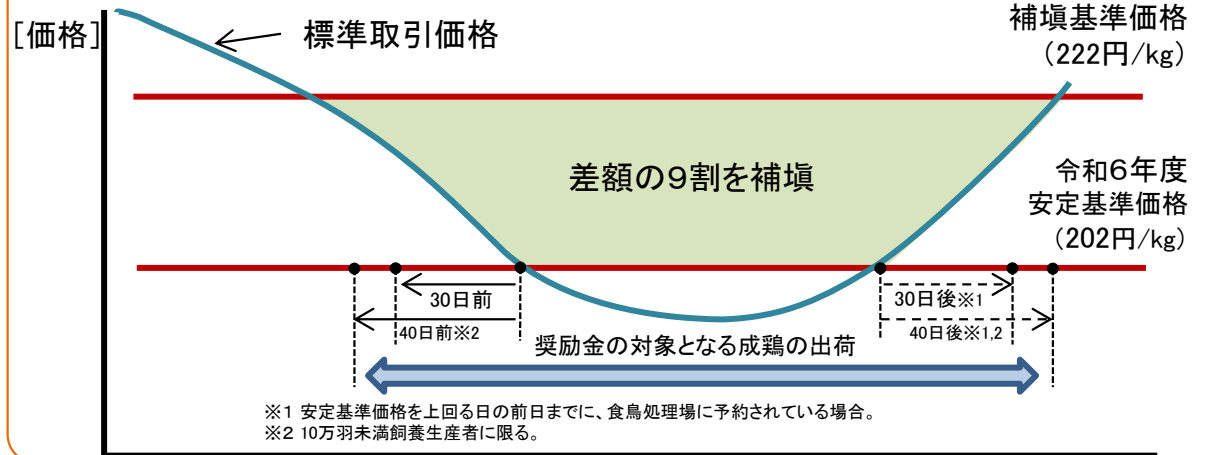 [価格]
標準取引価格
補塡基準価格
（222円/kg）
差額の９割を補塡
令和６年度
安定基準価格
（202円/kg）
30日前
40日前※2
30日後※1
40日後※1,2
奨励金の対象となる成鶏の出荷
※１ 安定基準価格を上回る日の前日までに、食鳥処理場に予約されている場合。
※２ 10万羽未満飼養生産者に限る。